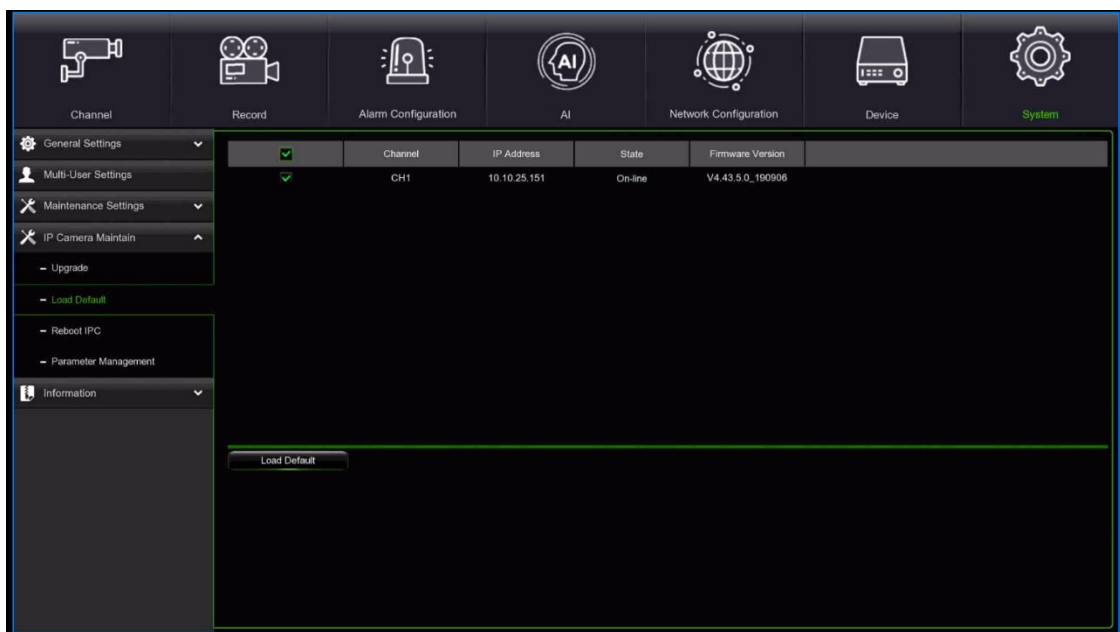 AI
Channel Record Alarm Configuration AI Network Configuration Device System
General Settings
Multi-User Settings
Maintenance Settings
IP Camera Maintain
– Upgrade
– Load Default
– Reboot IPC
– Parameter Management
Information
Channel IP Address State Firmware Version
CH1 10.10.25.151 On-line V4.43.5.0_190906
Load Default